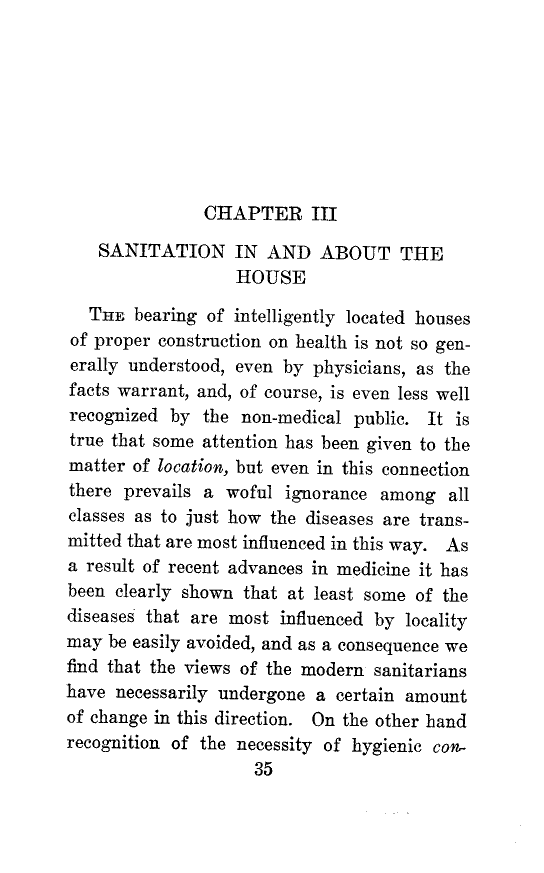 CHAPTER III
SANITATION IN AND ABOUT THE
HOUSE
THE bearing of intelligently located houses
of proper construction on health is not so gen-
erally understood, even by physicians, as the
facts warrant, and, of course, is even less well
recognized by the non-medical public. It is
true that some attention has been given to the
matter of location, but even in this connection
there prevails a woful ignorance among all
classes as to just how the diseases are trans-
mitted that are most influenced in this way. As
a result of recent advances in medicine it has
been clearly shown that at least some of the
diseases that are most influenced by locality
may be easily avoided, and as a consequence we
find that the views of the modern sanitarians
have necessarily undergone a certain amount
of change in this direction. On the other hand
recognition of the necessity of hygienic con-
35